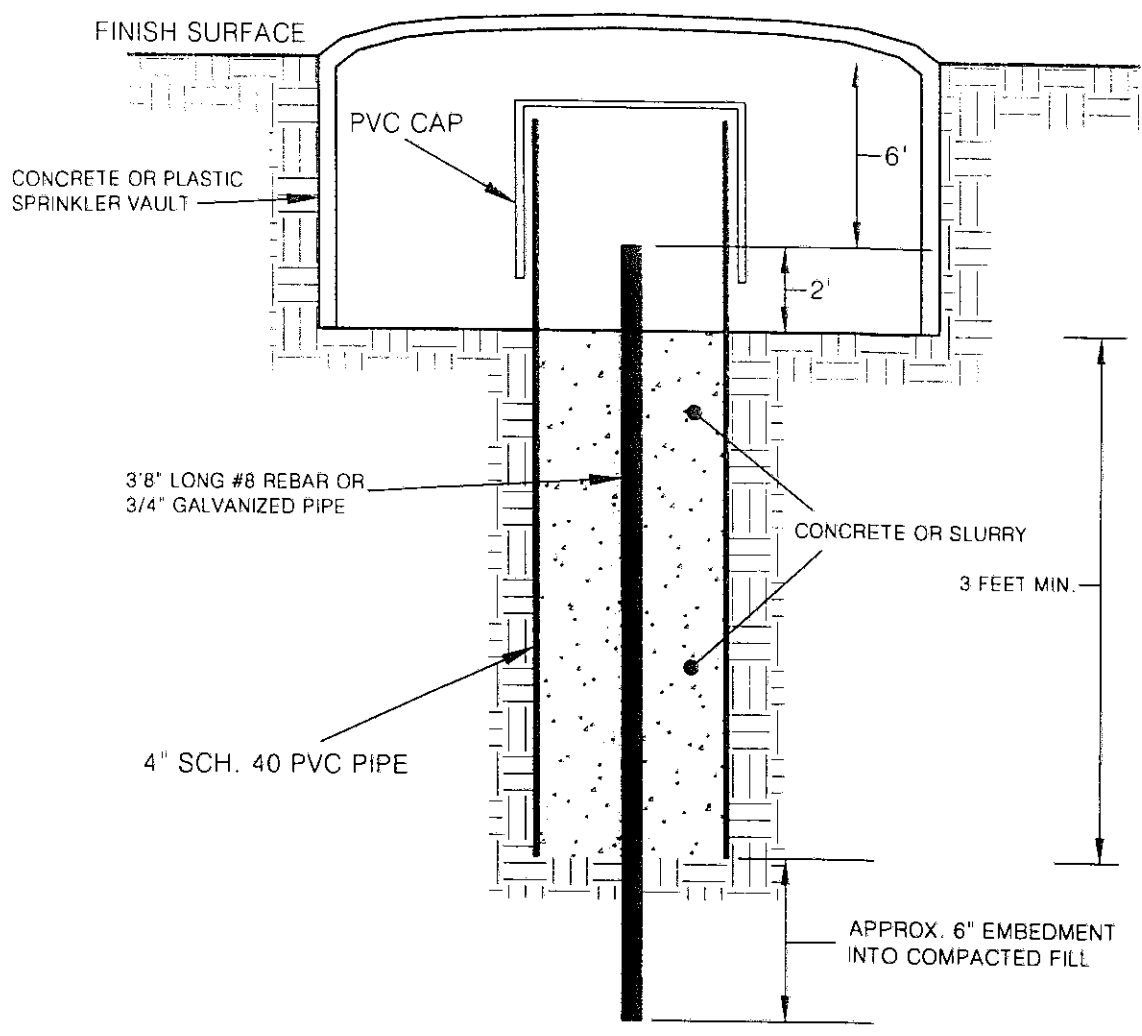 FINISH SURFACE
PVC CAP
6'
CONCRETE OR PLASTIC
SPRINKLER VAULT
2'
3'8" LONG #8 REBAR OR
3/4" GALVANIZED PIPE
CONCRETE OR SLURRY
3 FEET MIN.
4" SCH. 40 PVC PIPE
APPROX. 6" EMBEDMENT
INTO COMPACTED FILL